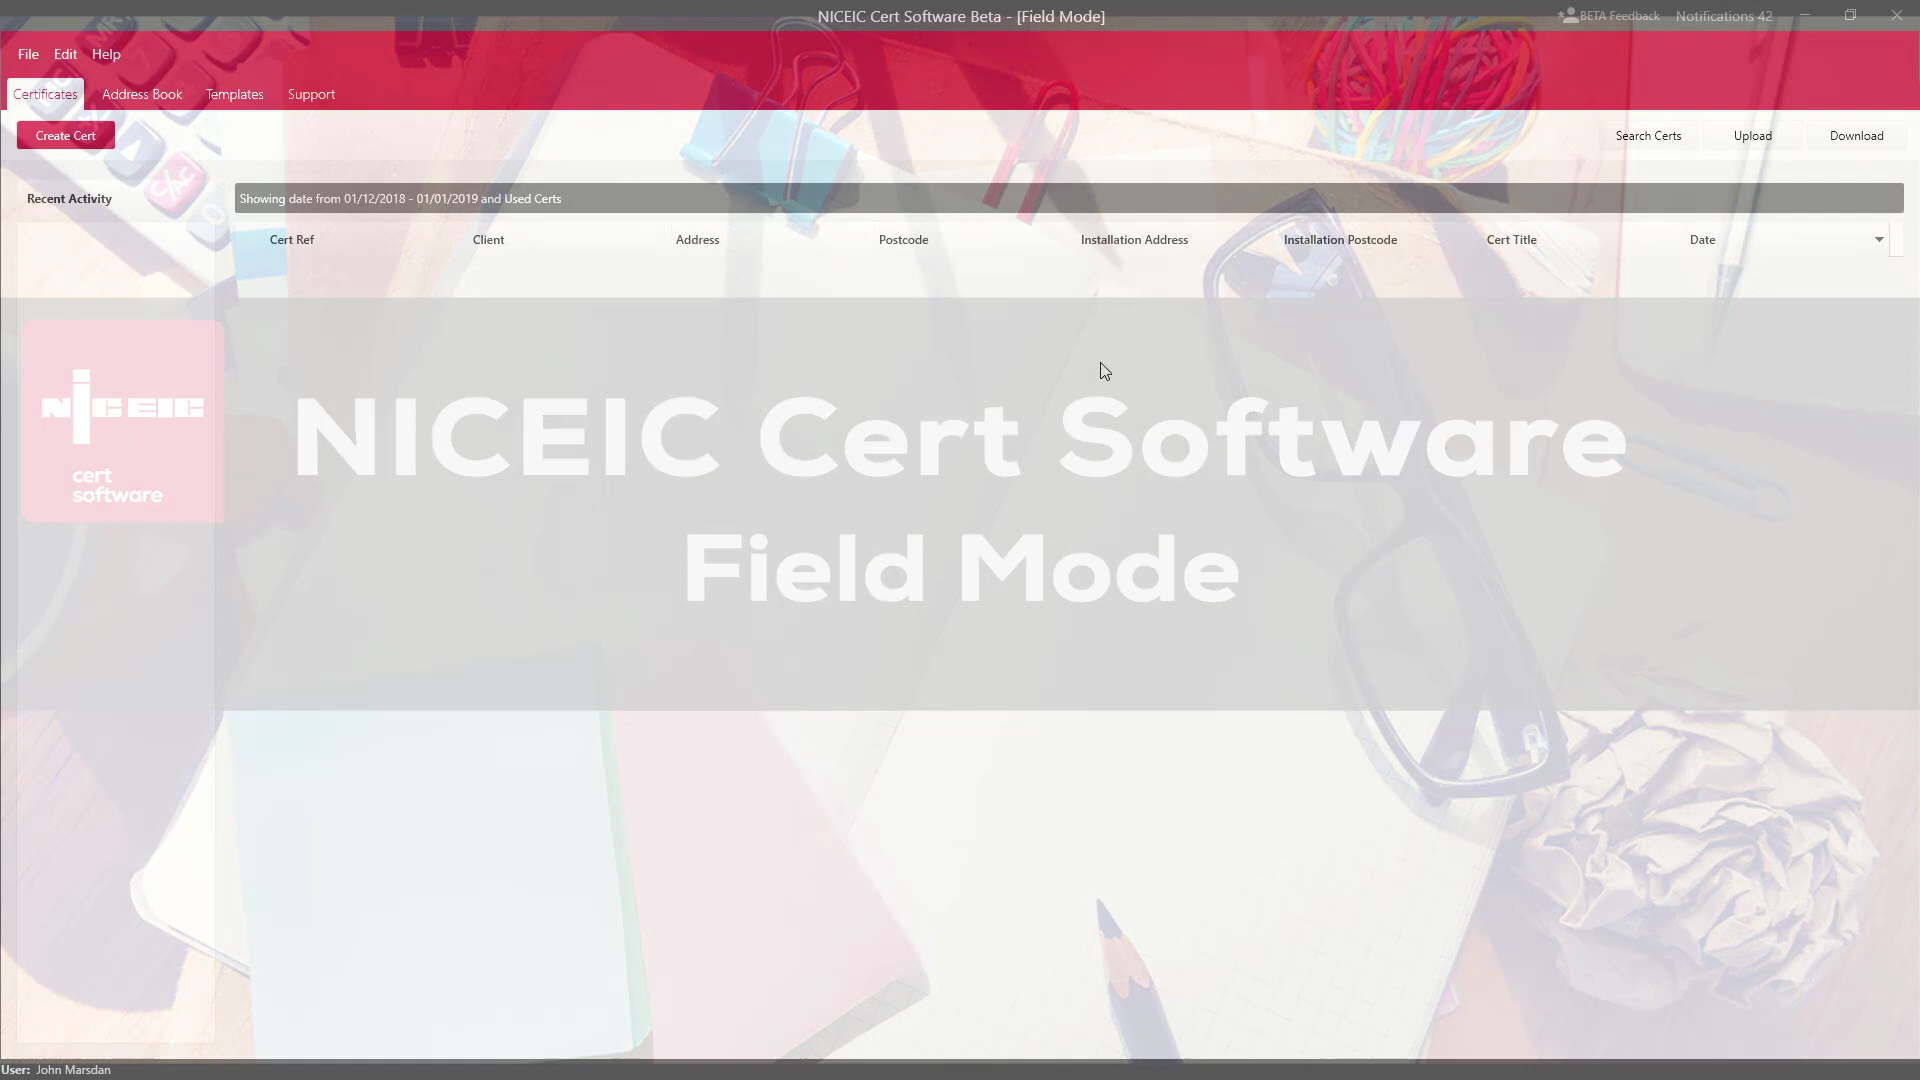 NICEIC Cert Software Beta - [Field Mode]
BETA Feedback
Notifications 42
File Edit Help
Certificates Address Book Templates Support
Create Cert
Search Certs Upload Download
Recent Activity
Showing date from 01/12/2018 - 01/01/2019 and Used Certs
Cert Ref Client Address Postcode Installation Address Installation Postcode Cert Title Date
NICEIC
cert
software
NICEIC Cert Software
Field Mode
User: John Marsdan